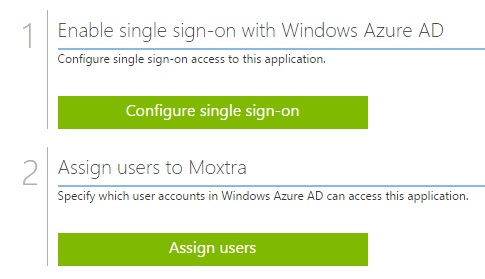 1
Enable single sign-on with Windows Azure AD
Configure single sign-on access to this application.
Configure single sign-on
2
Assign users to Moxtra
Specify which user accounts in Windows Azure AD can access this application.
Assign users